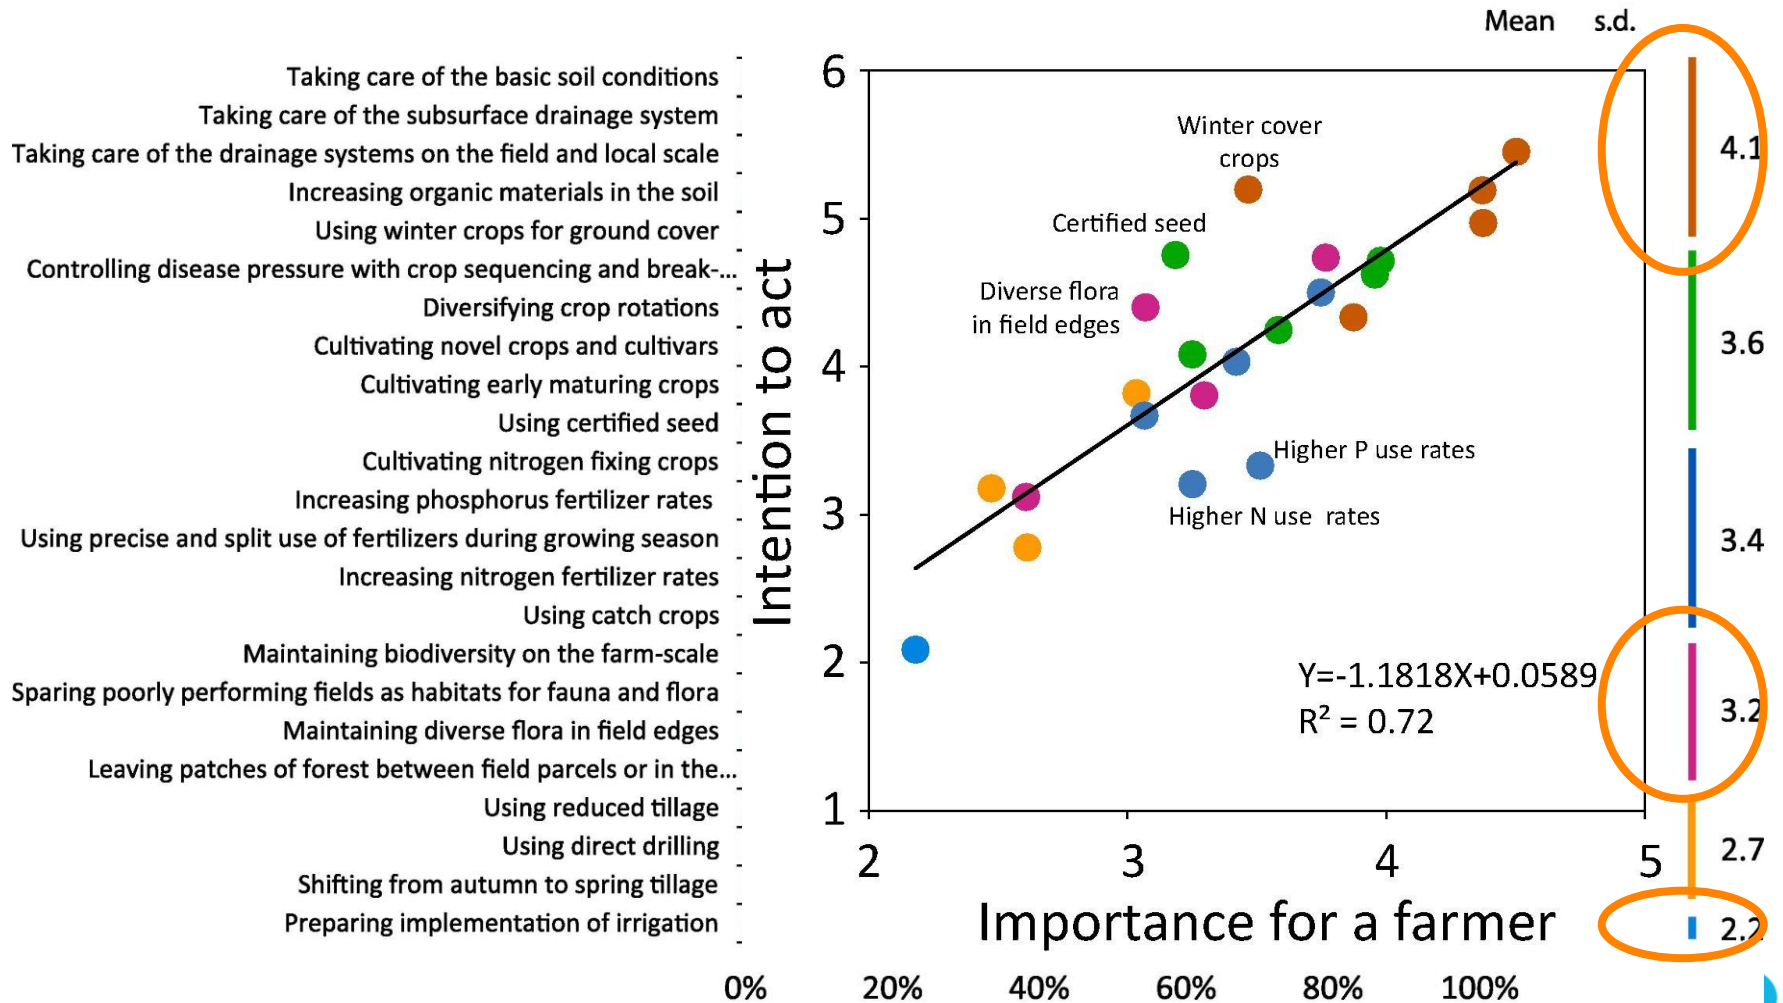 Mean s.d.
Taking care of the basic soil conditions
Taking care of the subsurface drainage system
Taking care of the drainage systems on the field and local scale
Increasing organic materials in the soil
Using winter crops for ground cover
Controlling disease pressure with crop sequencing and break-...
Diversifying crop rotations
Cultivating novel crops and cultivars
Cultivating early maturing crops
Using certified seed
Cultivating nitrogen fixing crops
Increasing phosphorus fertilizer rates
Using precise and split use of fertilizers during growing season
Increasing nitrogen fertilizer rates
Using catch crops
Maintaining biodiversity on the farm-scale
Sparing poorly performing fields as habitats for fauna and flora
Maintaining diverse flora in field edges
Leaving patches of forest between field parcels or in the...
Using reduced tillage
Using direct drilling
Shifting from autumn to spring tillage
Preparing implementation of irrigation
Intention to act
6
5
4
3
2
1
Winter cover
crops
Certified seed
Diverse flora
in field edges
Higher P use rates
Higher N use rates
Y=-1.1818X+0.0589
R² = 0.72
2 3 4 5
Importance for a farmer
4.1
3.6
3.4
3.2
2.7
2.2
0% 20% 40% 60% 80% 100%